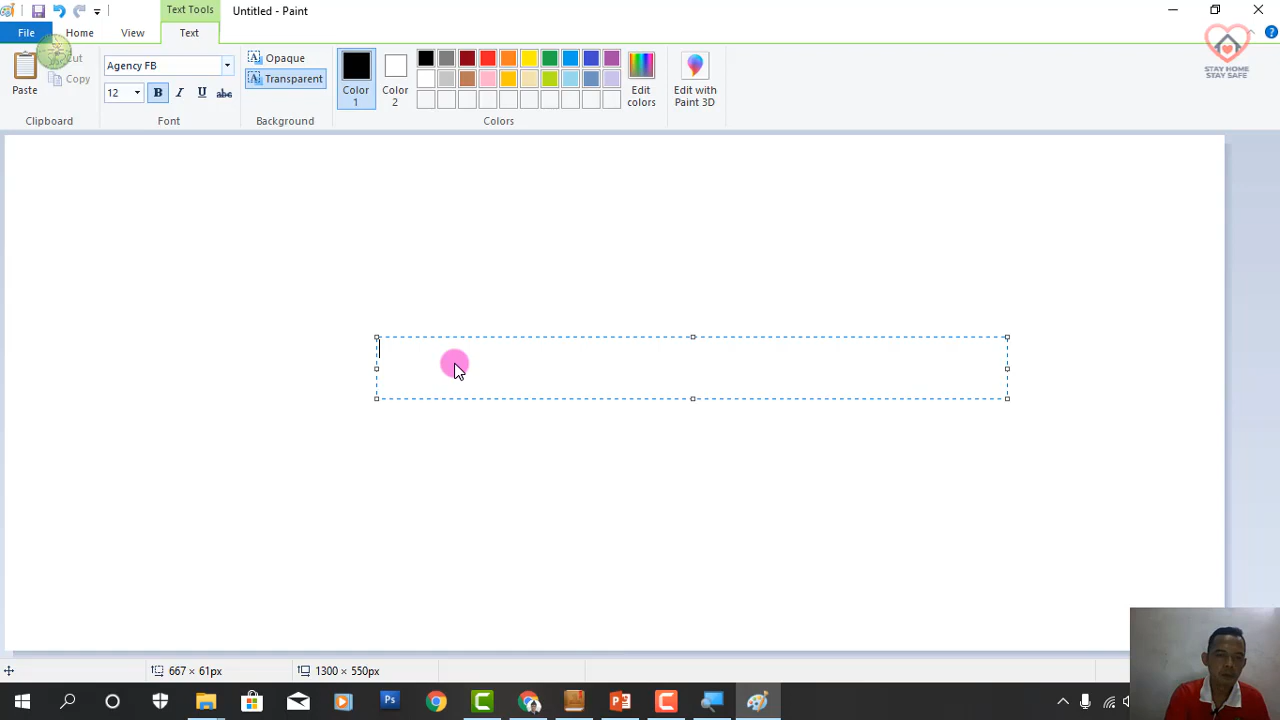 Text Tools
Untitled - Paint
File
Home
View
Text
Paste
Cut
Copy
Clipboard
Agency FB
12
B I U abc
Font
Opaque
Transparent
Background
Color 1
Color 2
Edit colors
Colors
Edit with Paint 3D
STAY HOME
STAY SAFE
667 × 61px
1300 × 550px
Ps